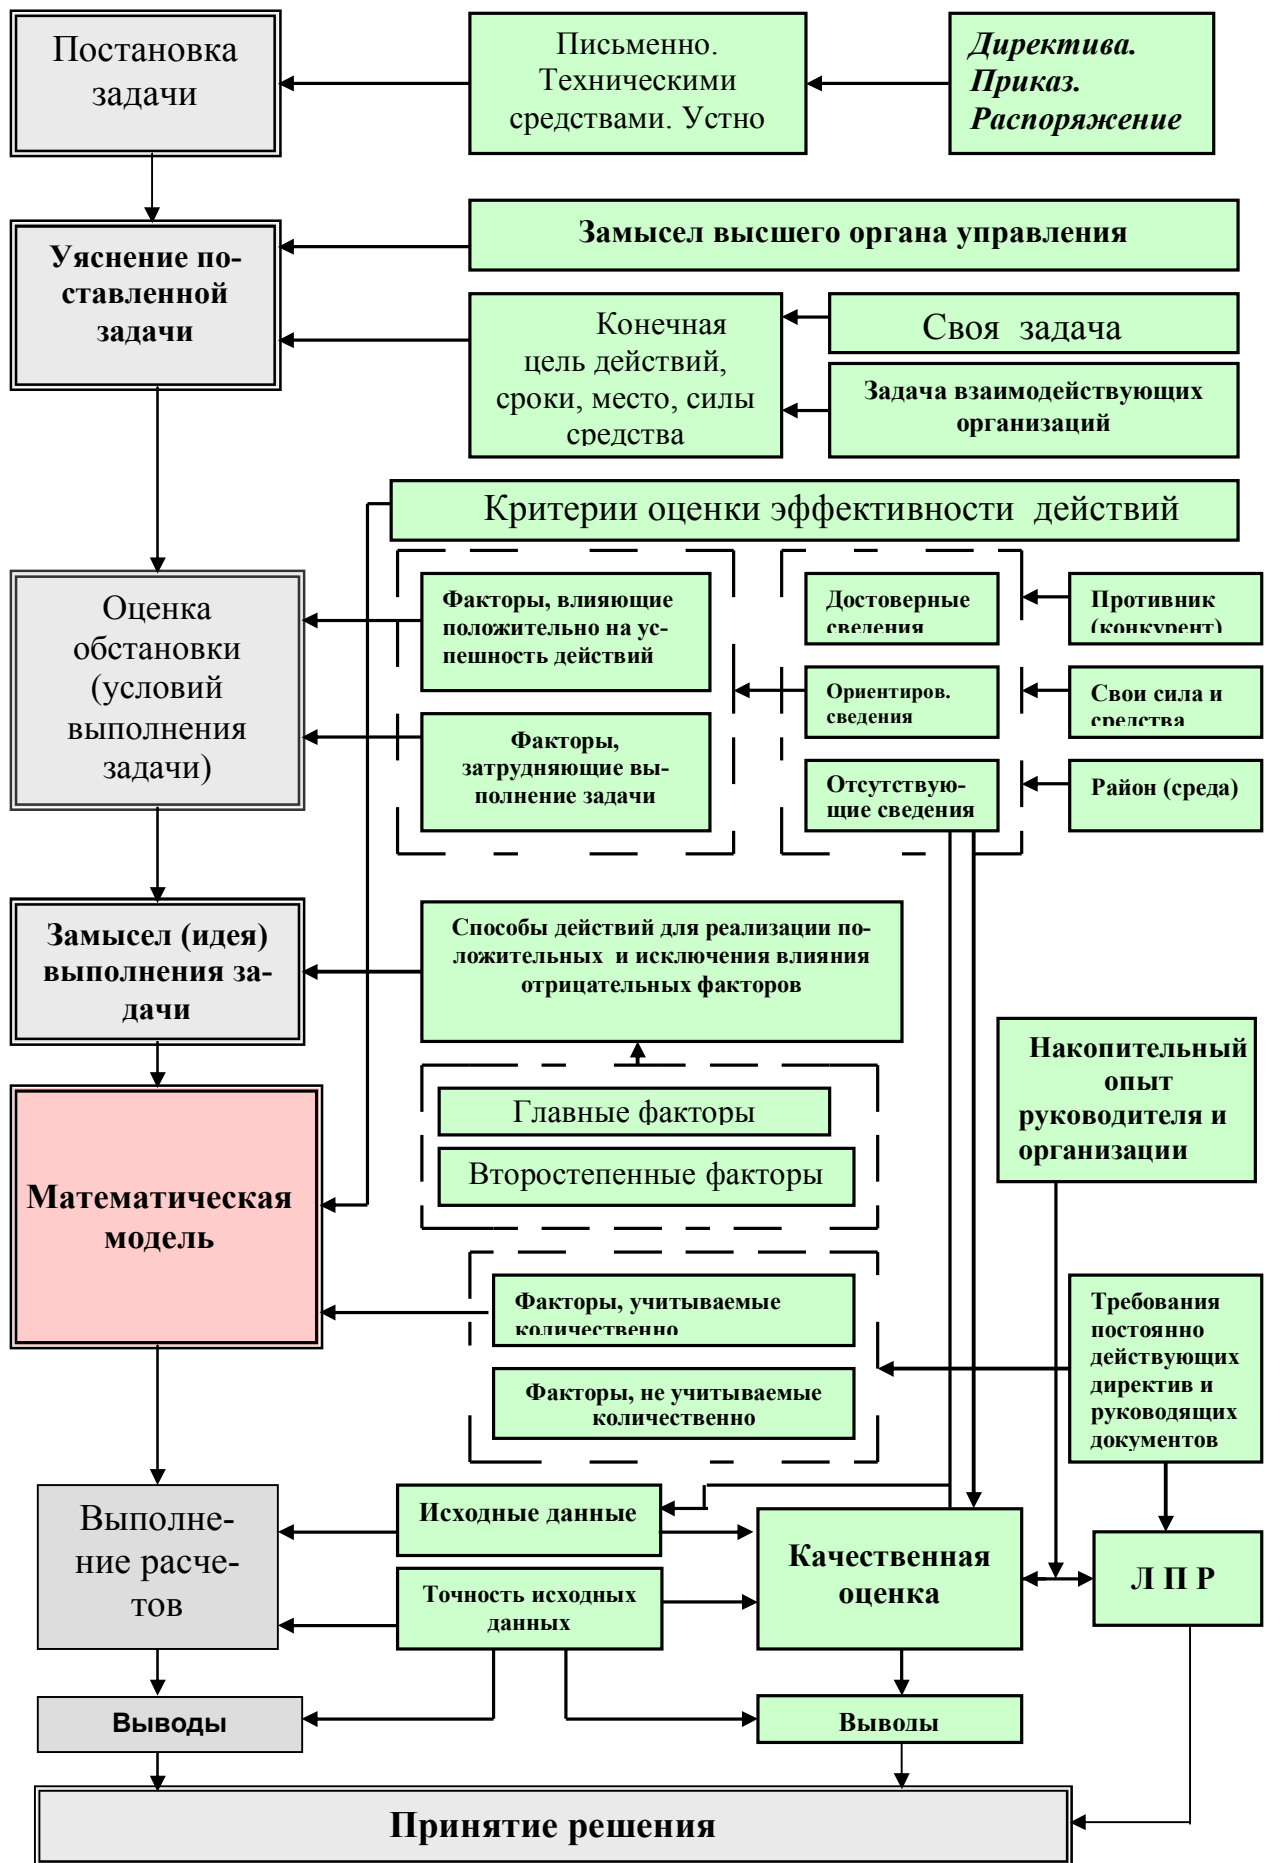 Постановка
задачи
Письменно.
Техническими
средствами. Устно
Директива.
Приказ.
Распоряжение
Уяснение по-
ставленной
задачи
Замысел высшего органа управления
Конечная
цель действий,
сроки, место, силы
средства
Своя задача
Задача взаимодействующих
организаций
Критерии оценки эффективности действий
Оценка
обстановки
(условий
выполнения
задачи)
Факторы, влияющие
положительно на ус-
пешность действий
Факторы,
затрудняющие вы-
полнение задачи
Достоверные
сведения
Ориентиров.
сведения
Отсутствую-
щие сведения
Противник
(конкурент)
Свои сила и
средства
Район (среда)
Замысел (идея)
выполнения за-
дачи
Способы действий для реализации по-
ложительных и исключения влияния
отрицательных факторов
Накопительный
опыт
руководителя и
организации
Математическая
модель
Главные факторы
Второстепенные факторы
Факторы, учитываемые
количественно
Факторы, не учитываемые
количественно
Требования
постоянно
действующих
директив и
руководящих
документов
Выполне-
ние расче-
тов
Исходные данные
Точность исходных
данных
Качественная
оценка
Л П Р
Выводы
Выводы
Принятие решения